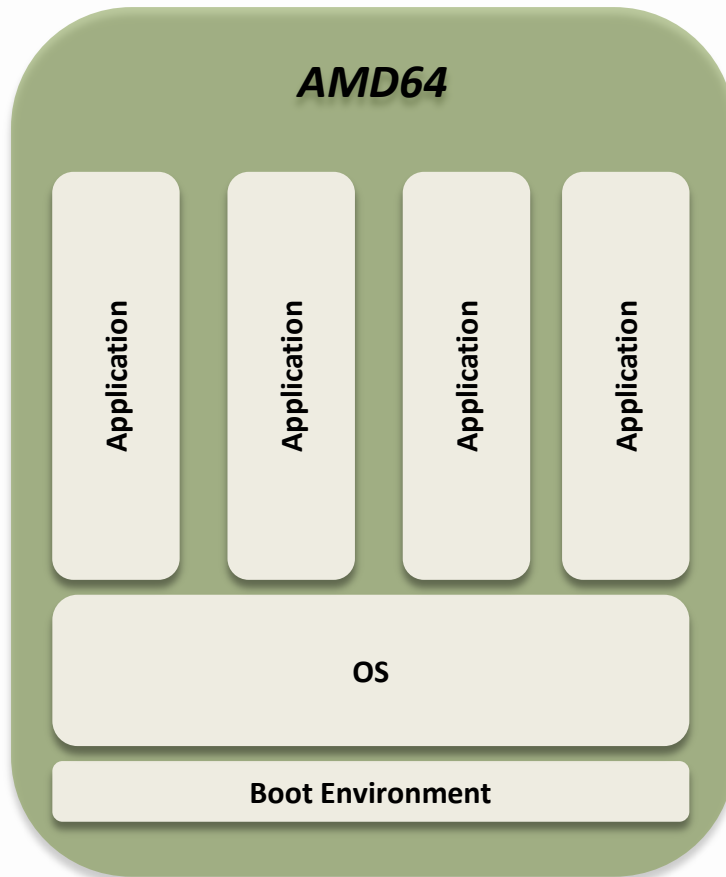 AMD64
Application
Application
Application
Application
OS
Boot Environment